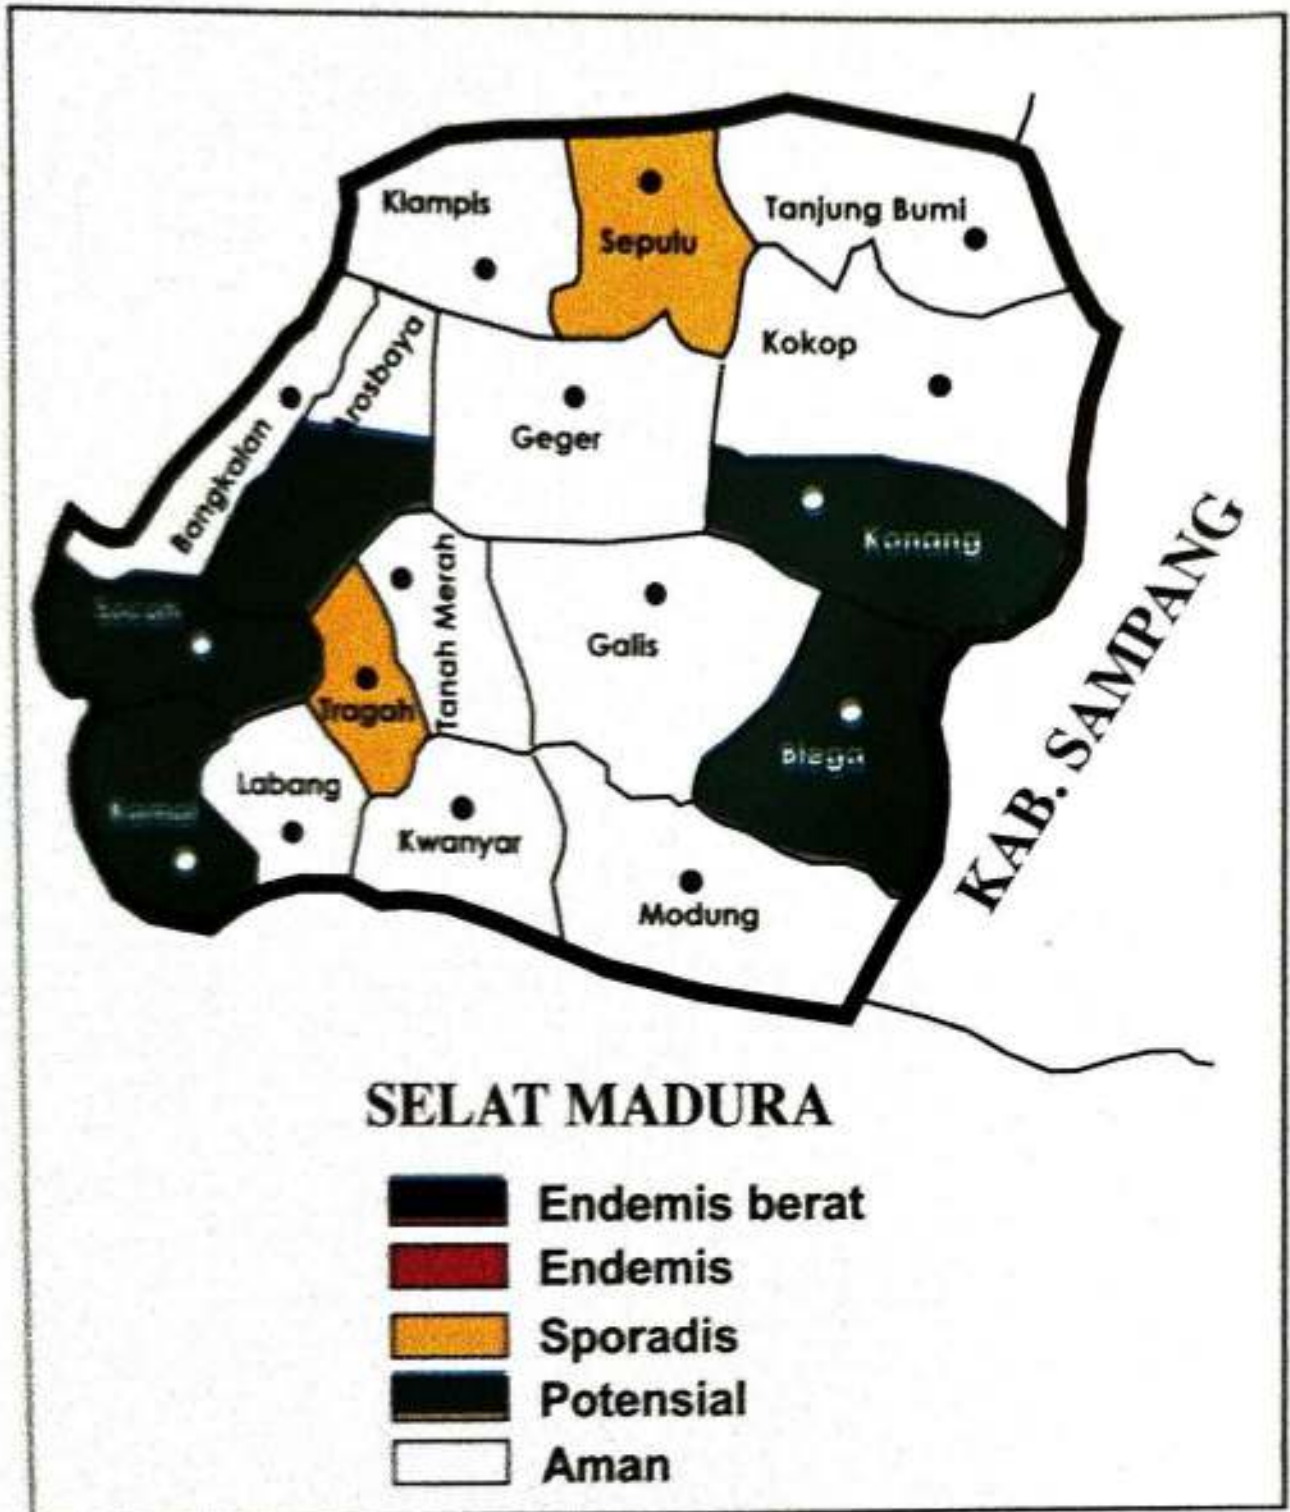 Klampis
Sepulu
Tanjung Bumi
Arosbaya
Kokop
Geger
Bangkalan
Konang
Tanah Merah
Galis
Tragah
Blega
Labang
Kwanyar
Modung
KAB. SAMPANG
SELAT MADURA
Endemis berat
Endemis
Sporadis
Potensial
Aman